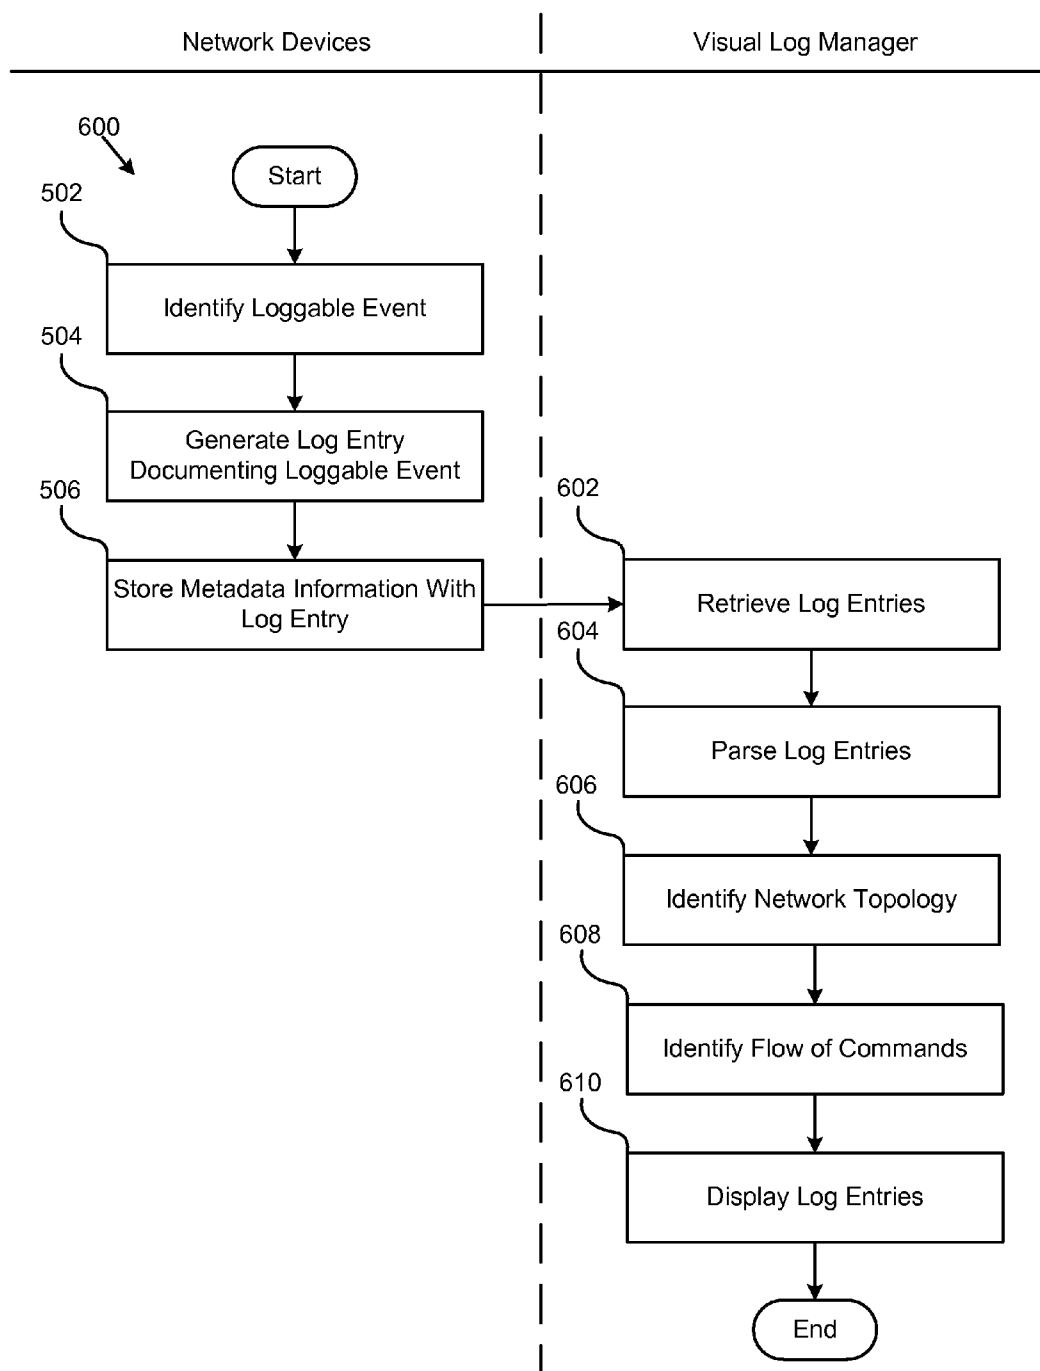 Network Devices
Visual Log Manager
600
Start
502
Identify Loggable Event
504
Generate Log Entry
Documenting Loggable Event
506
Store Metadata Information With
Log Entry
602
Retrieve Log Entries
604
Parse Log Entries
606
Identify Network Topology
608
Identify Flow of Commands
610
Display Log Entries
End